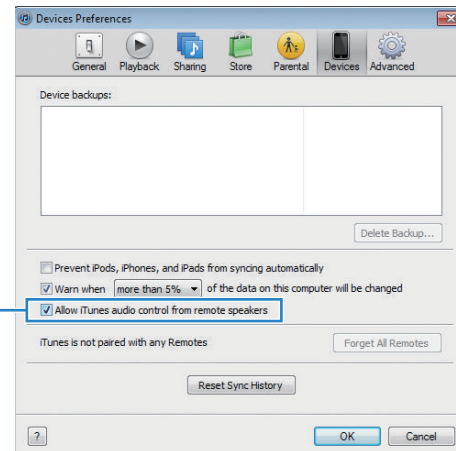 Devices Preferences
General Playback Sharing Store Parental Devices Advanced
Device backups:
Delete Backup...
Prevent iPods, iPhones, and iPads from syncing automatically
Warn when more than 5% of the data on this computer will be changed
Allow iTunes audio control from remote speakers
iTunes is not paired with any Remotes Forget All Remotes
Reset Sync History
? OK Cancel